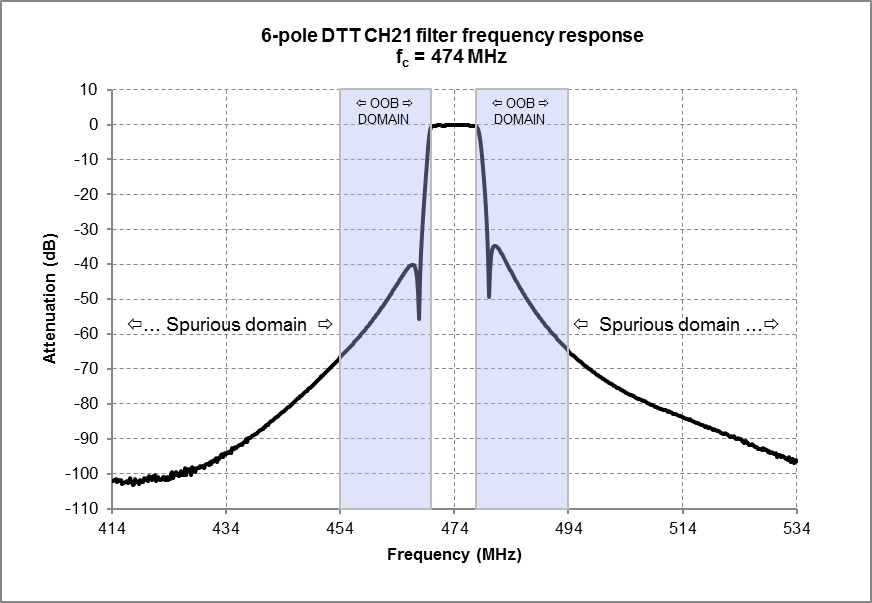 6-pole DTT CH21 filter frequency response
fc = 474 MHz
⇦ OOB ⇨
DOMAIN
⇦ OOB ⇨
DOMAIN
10
0
-10
-20
-30
-40
-50
-60
-70
-80
-90
-100
-110
Attenuation (dB)
⇦… Spurious domain ⇨
⇦ Spurious domain …⇨
414 434 454 474 494 514 534
Frequency (MHz)